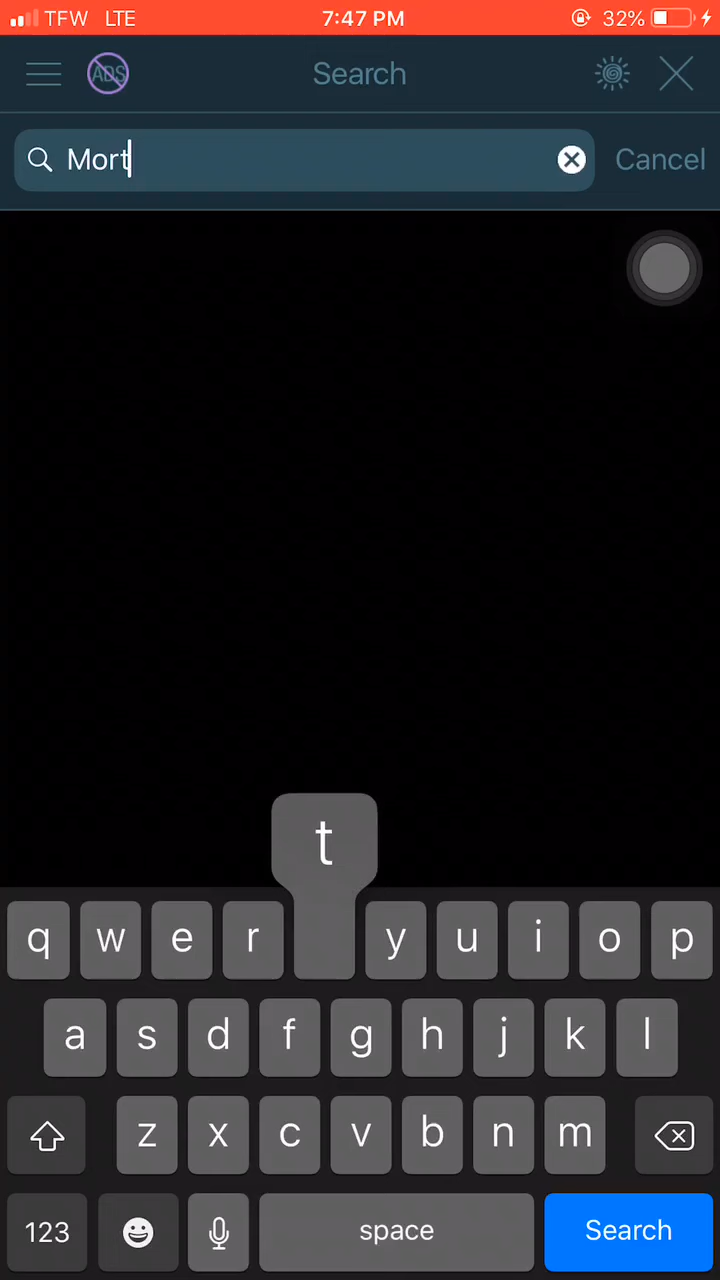 TFW LTE 7:47 PM 32%
ADS Search
Mort Cancel
t
q w e r y u i o p
a s d f g h j k l
z x c v b n m
123 space Search